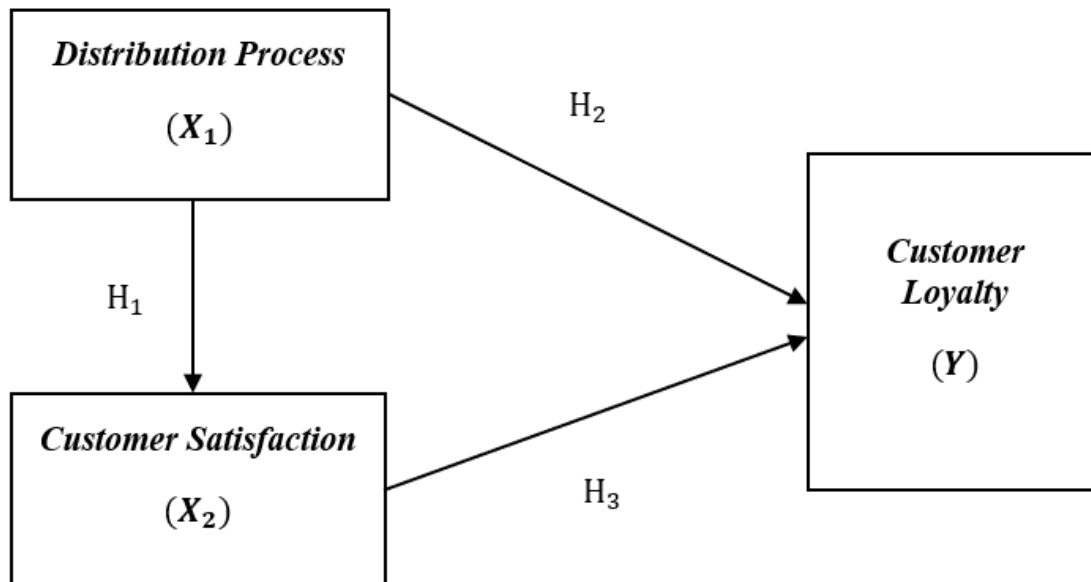 Distribution Process
(X₁)
H₂
Customer
Loyalty
(Y)
H₁
Customer Satisfaction
(X₂)
H₃